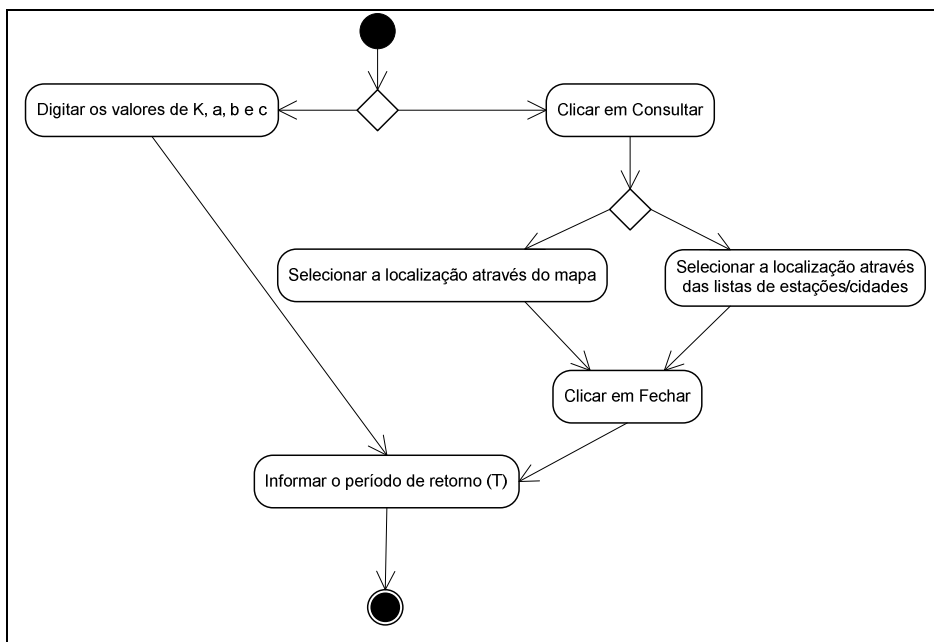 Digitar os valores de K, a, b e c
Clicar em Consultar
Selecionar a localização através do mapa
Selecionar a localização através
das listas de estações/cidades
Clicar em Fechar
Informar o período de retorno (T)